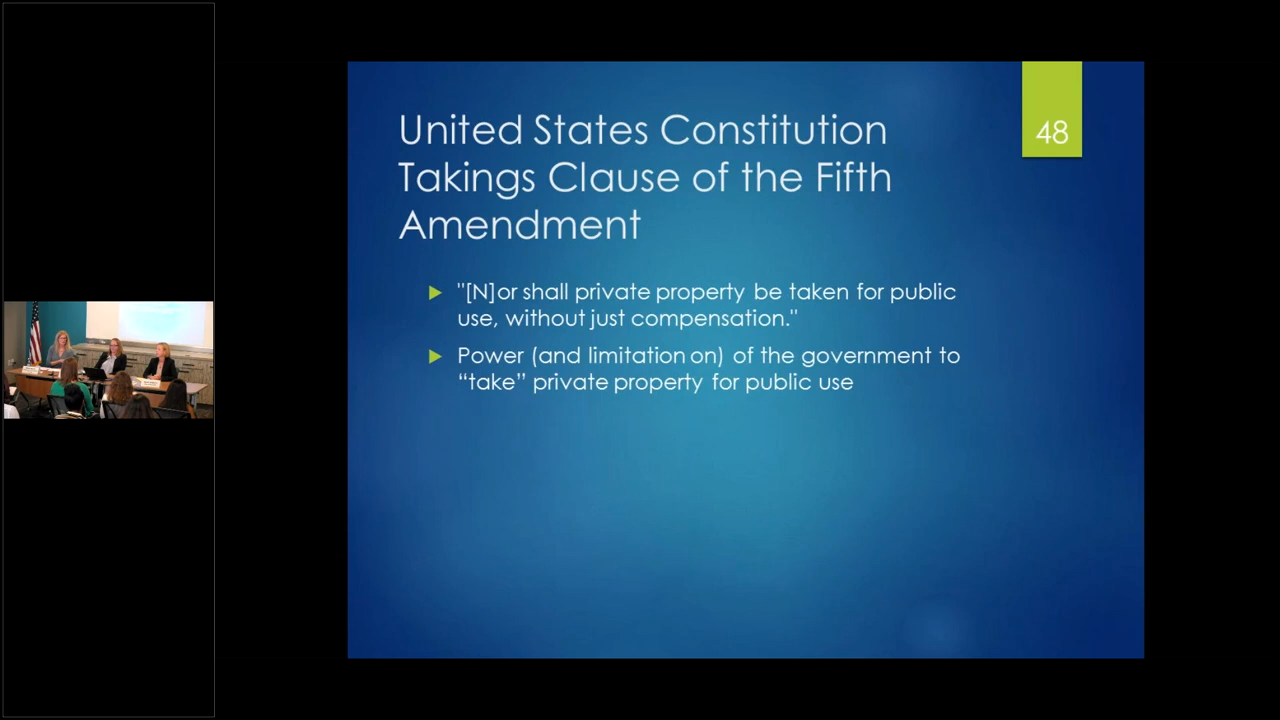 48
United States Constitution
Takings Clause of the Fifth
Amendment
"[N]or shall private property be taken for public
use, without just compensation."
Power (and limitation on) of the government to
“take” private property for public use